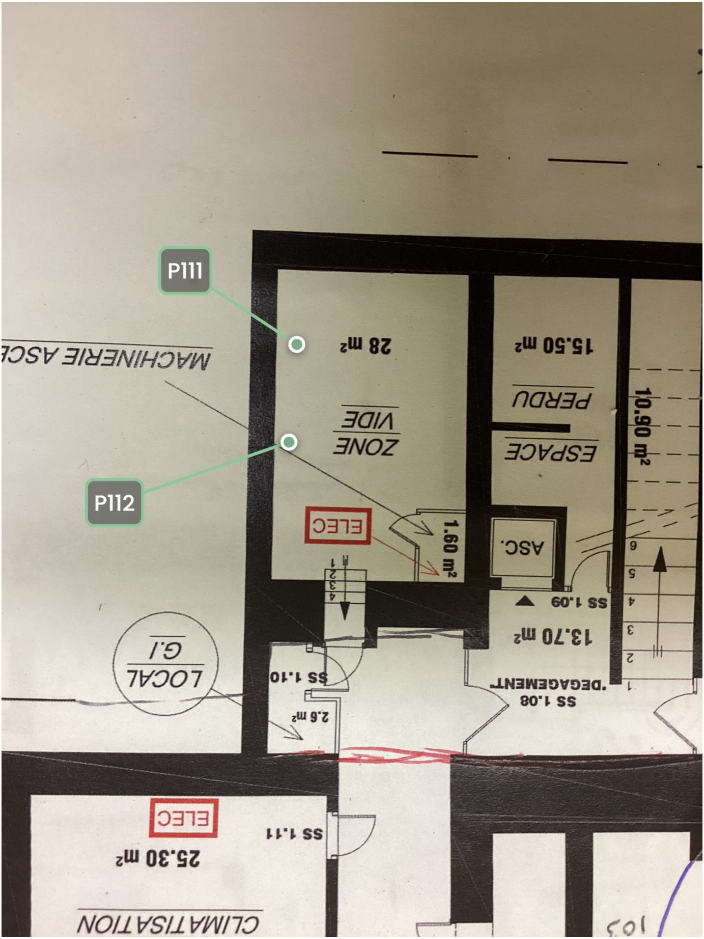 P111
P112
MACHINERIE ASCE
28 m²
ZONE
VIDE
ELEC
1.60 m²
15.50 m²
ESPACE
PERDU
10.90 m²
ASC.
SS 1.09
13.70 m²
SS 1.08
"DEGAGEMENT"
1
2
3
4
5
6
1
2
3
4
SS 1.10
2,6 m²
LOCAL
G.I
ELEC
SS 1.11
25.30 m²
CLIMATISATION
103